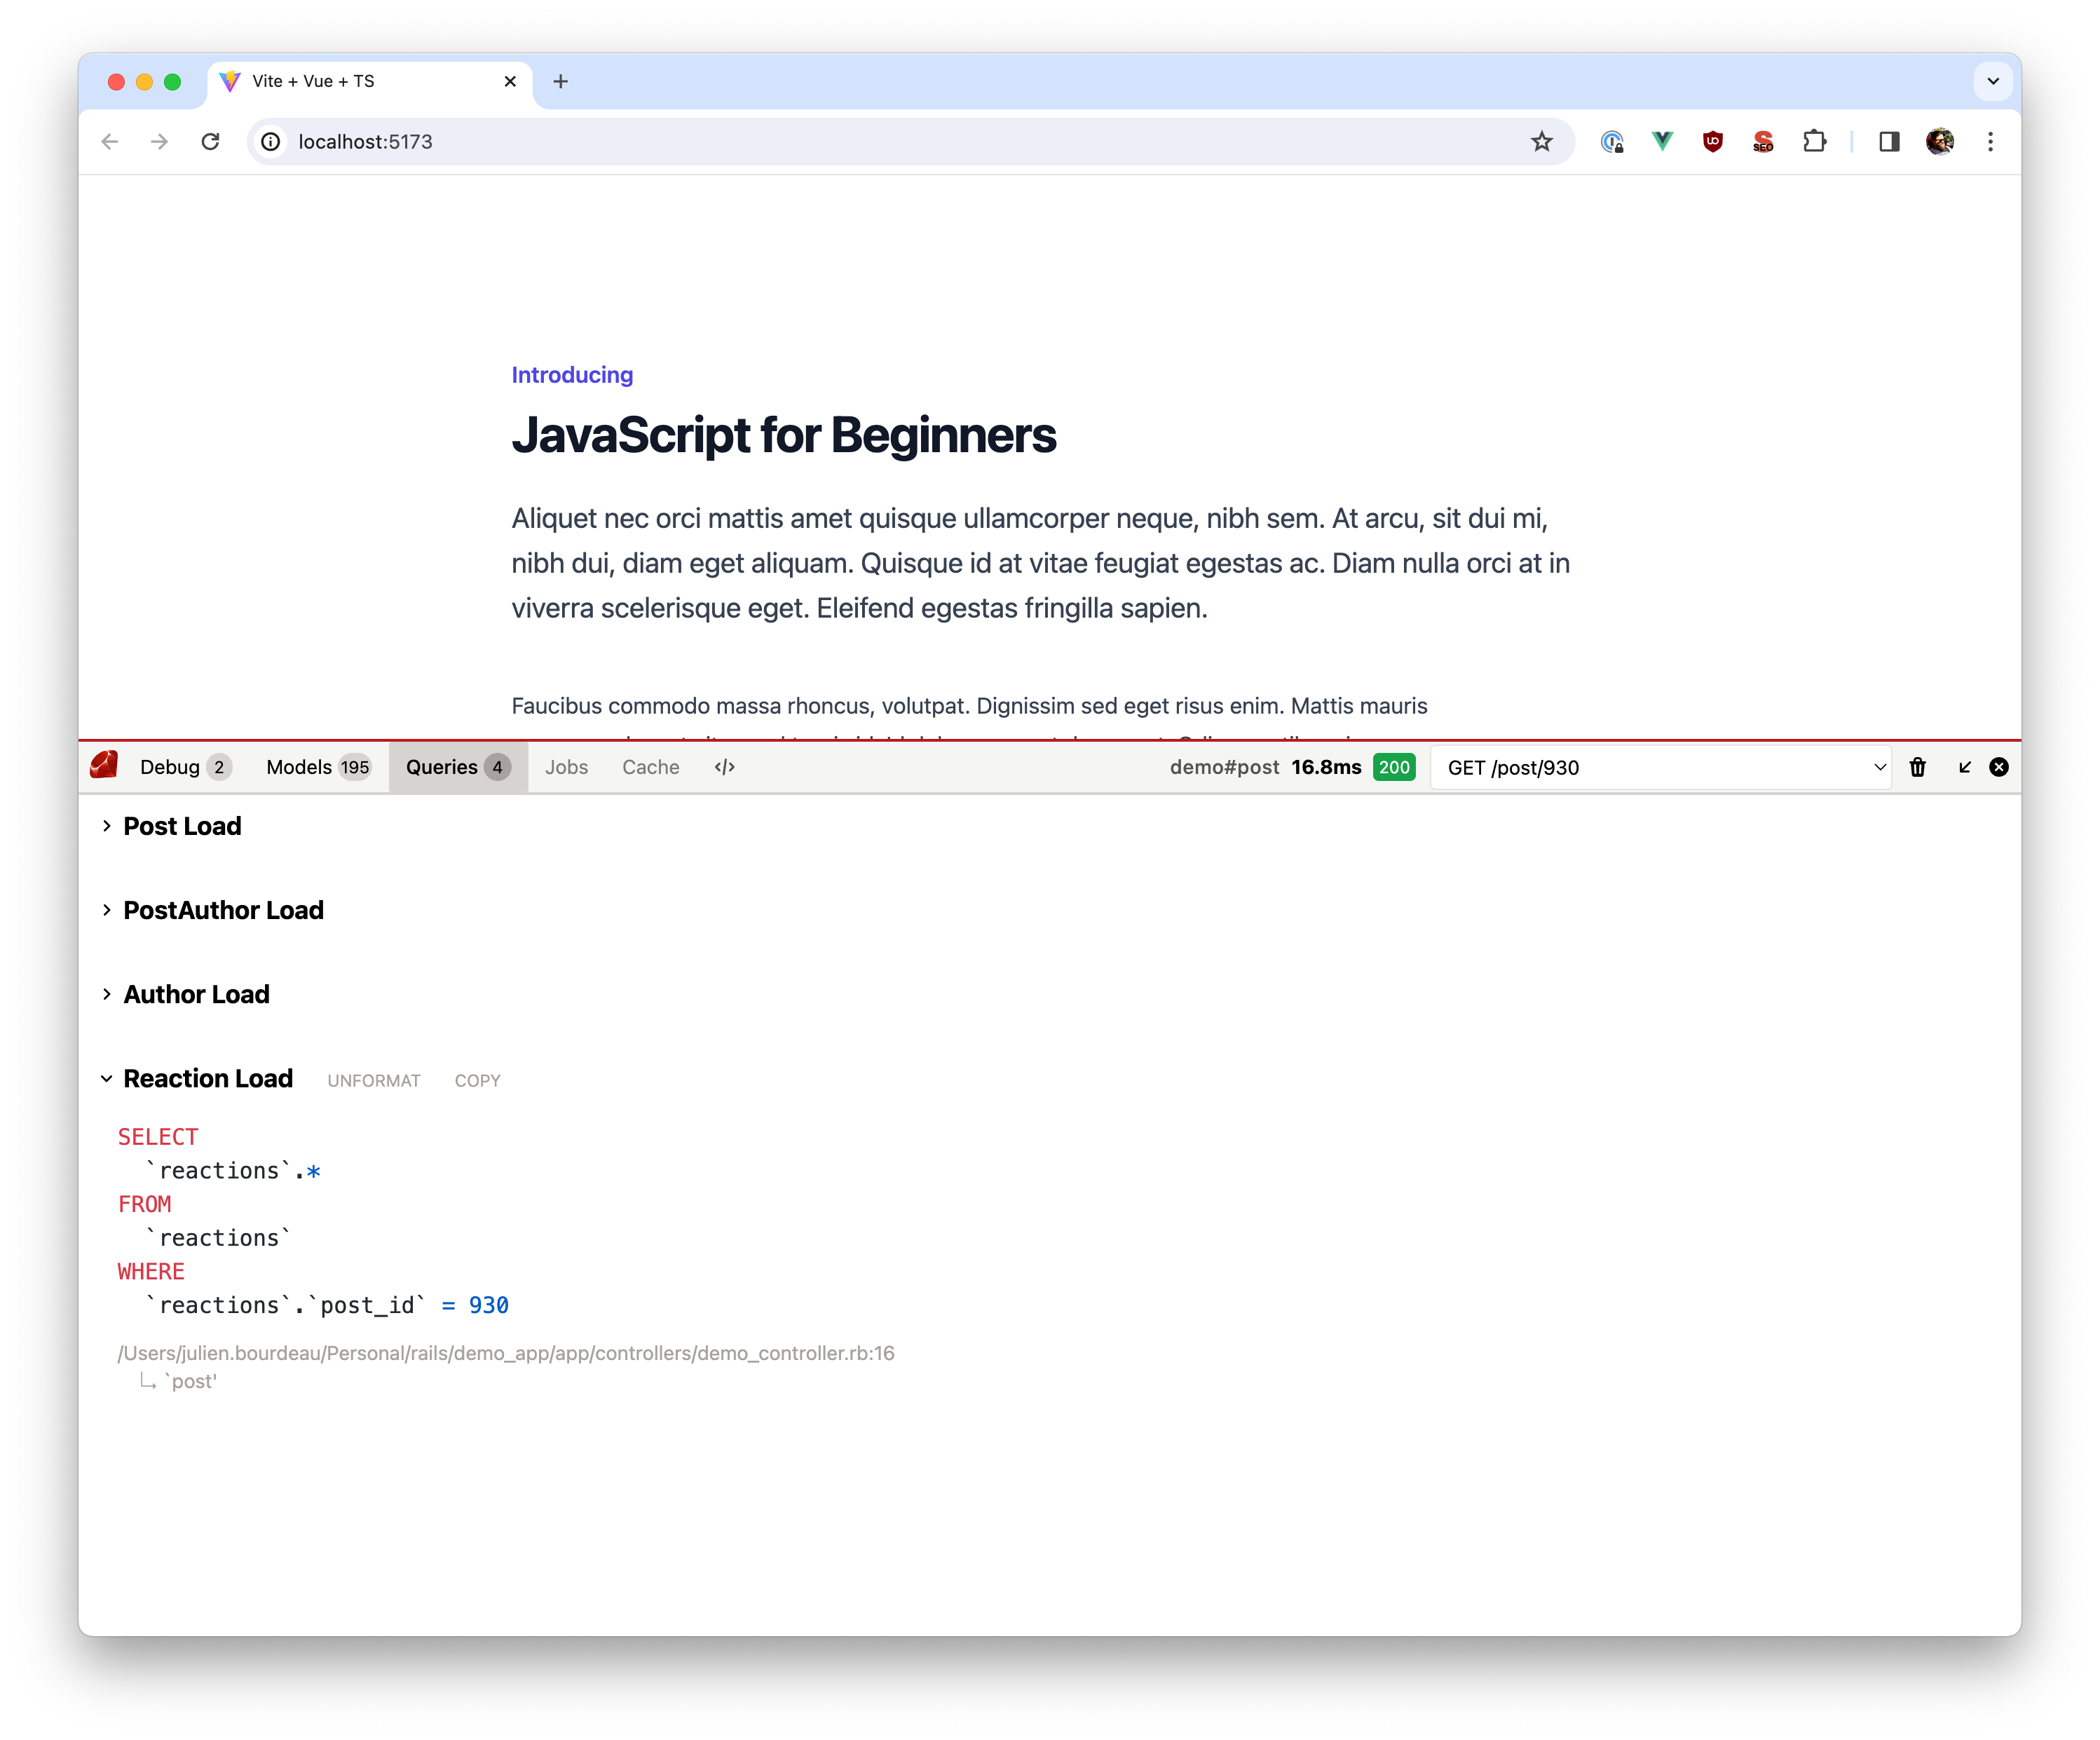 Vite + Vue + TS
localhost:5173
SEO
Introducing
JavaScript for Beginners
Aliquet nec orci mattis amet quisque ullamcorper neque, nibh sem. At arcu, sit dui mi,
nibh dui, diam eget aliquam. Quisque id at vitae feugiat egestas ac. Diam nulla orci at in
viverra scelerisque eget. Eleifend egestas fringilla sapien.
Faucibus commodo massa rhoncus, volutpat. Dignissim sed eget risus enim. Mattis mauris
Debug 2 Models 195 Queries 4 Jobs Cache </> demo#post 16.8ms 200 GET /post/930
Post Load
PostAuthor Load
Author Load
Reaction Load UNFORMAT COPY
SELECT
`reactions`.*
FROM
`reactions`
WHERE
`reactions`.`post_id` = 930
/Users/julien.bourdeau/Personal/rails/demo_app/app/controllers/demo_controller.rb:16
`post'